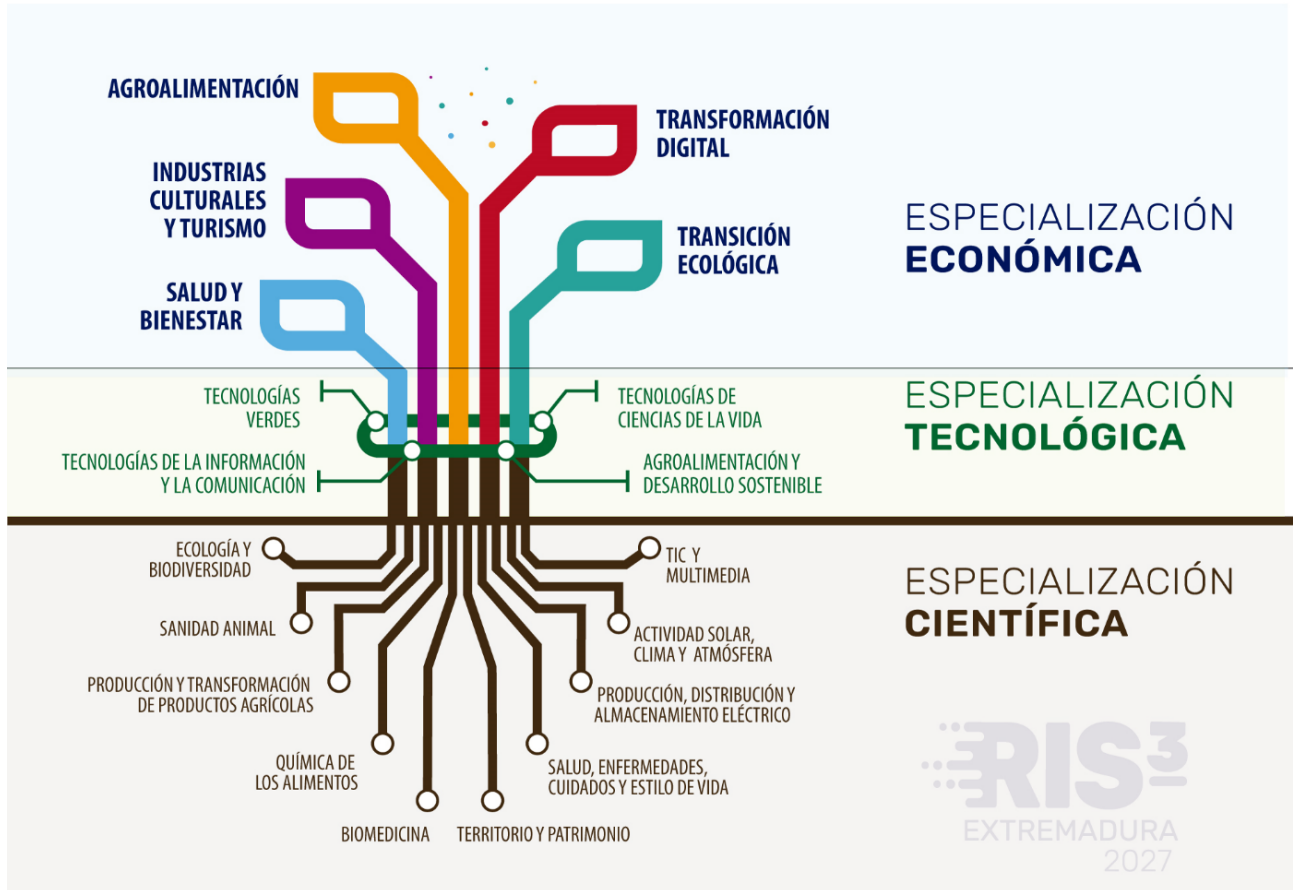 AGROALIMENTACIÓN
TRANSFORMACIÓN
DIGITAL
INDUSTRIAS
CULTURALES
Y TURISMO
TRANSICIÓN
ECOLÓGICA
SALUD Y
BIENESTAR
ESPECIALIZACIÓN
ECONÓMICA
TECNOLOGÍAS
VERDES
TECNOLOGÍAS DE
CIENCIAS DE LA VIDA
TECNOLOGÍAS DE LA INFORMACIÓN
Y LA COMUNICACIÓN
AGROALIMENTACIÓN Y
DESARROLLO SOSTENIBLE
ESPECIALIZACIÓN
TECNOLÓGICA
ECOLOGÍA Y
BIODIVERSIDAD
TIC Y
MULTIMEDIA
SANIDAD ANIMAL
ACTIVIDAD SOLAR,
CLIMA Y ATMÓSFERA
PRODUCCIÓN Y TRANSFORMACIÓN
DE PRODUCTOS AGRÍCOLAS
PRODUCCIÓN, DISTRIBUCIÓN Y
ALMACENAMIENTO ELÉCTRICO
QUÍMICA DE
LOS ALIMENTOS
SALUD, ENFERMEDADES,
CUIDADOS Y ESTILO DE VIDA
BIOMEDICINA
TERRITORIO Y PATRIMONIO
ESPECIALIZACIÓN
CIENTÍFICA
RIS3
EXTREMADURA
2027